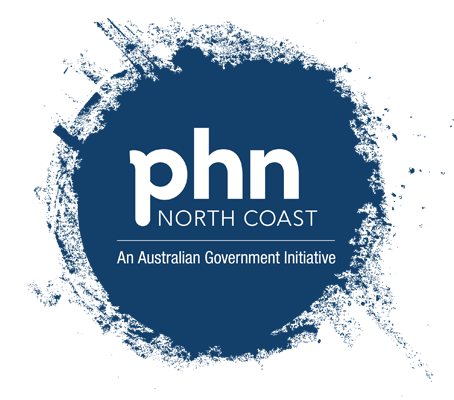 phn
NORTH COAST
An Australian Government Initiative